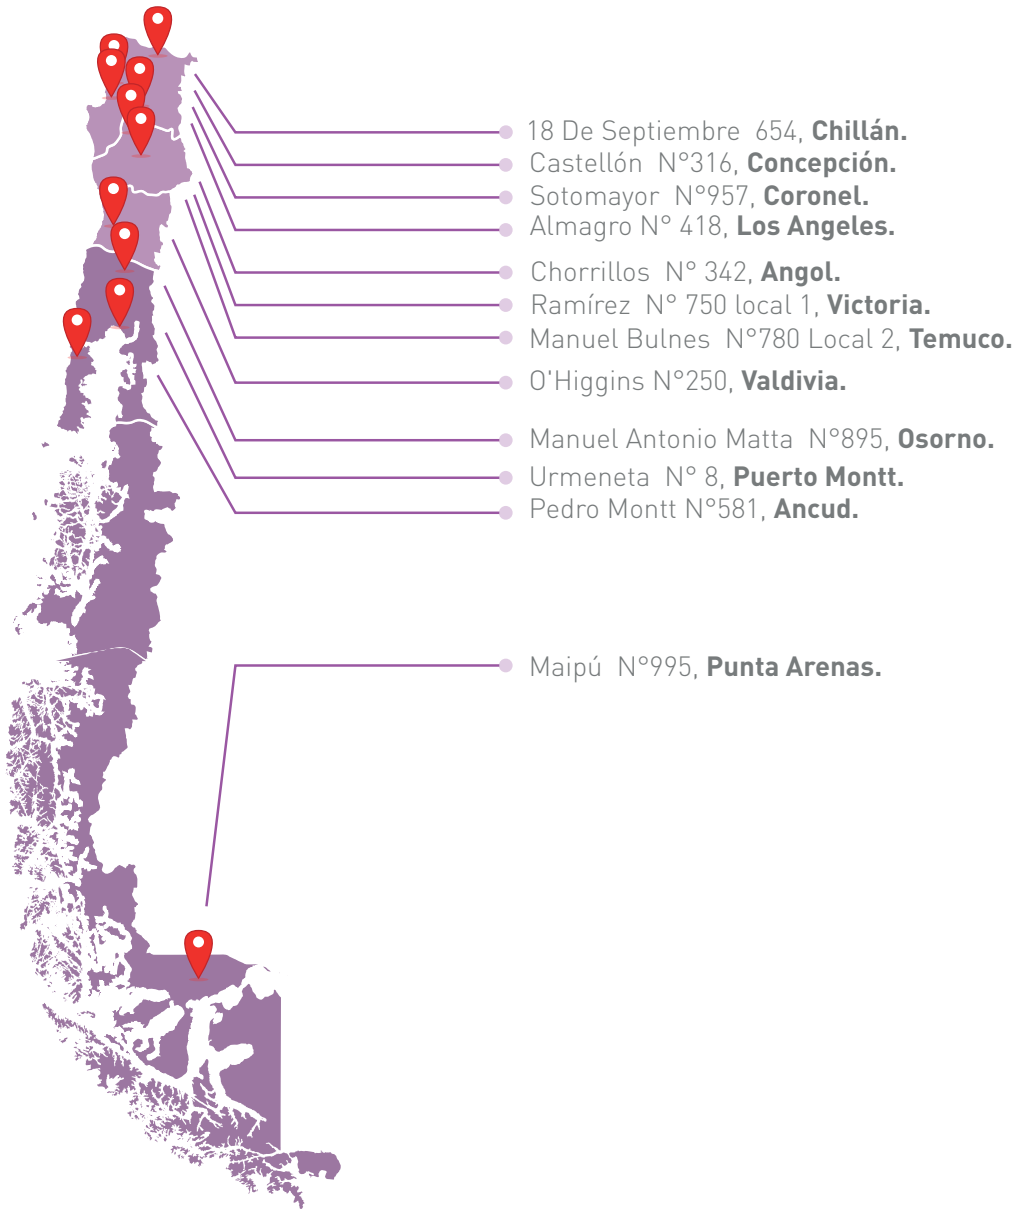 18 De Septiembre 654, Chillán.
Castellón N°316, Concepción.
Sotomayor N°957, Coronel.
Almagro N° 418, Los Angeles.
Chorrillos N° 342, Angol.
Ramírez N° 750 local 1, Victoria.
Manuel Bulnes N°780 Local 2, Temuco.
O'Higgins N°250, Valdivia.
Manuel Antonio Matta N°895, Osorno.
Urmeneta N° 8, Puerto Montt.
Pedro Montt N°581, Ancud.
Maipú N°995, Punta Arenas.